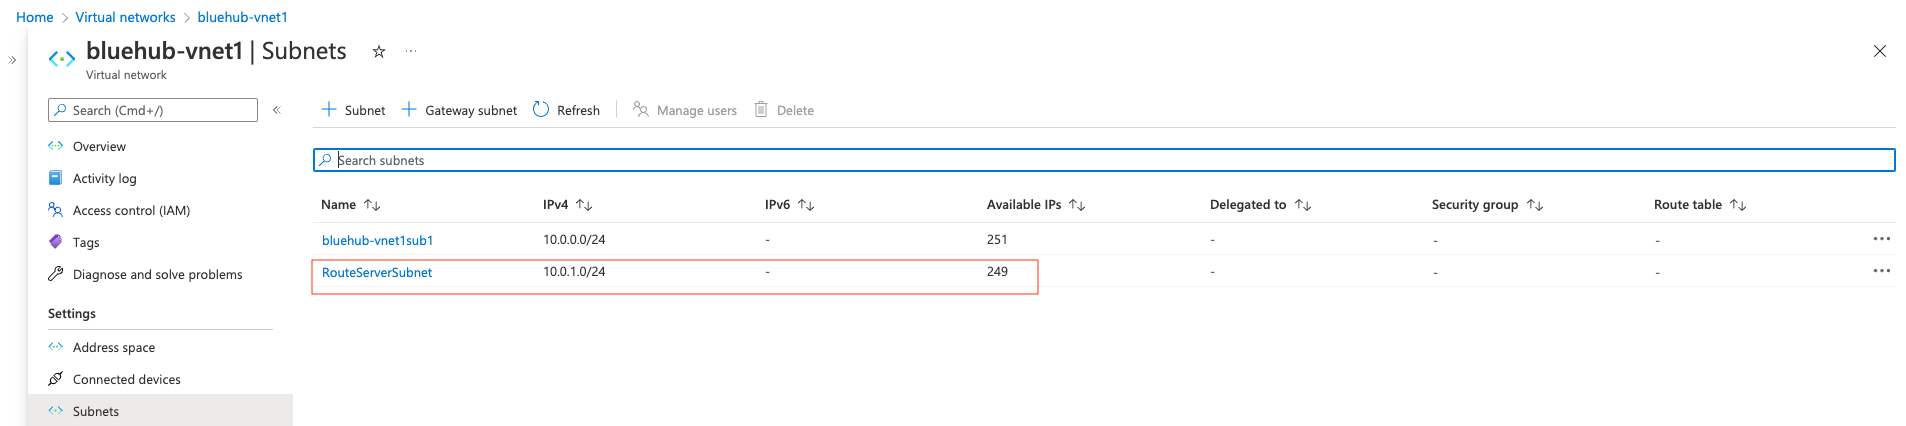 Home > Virtual networks > bluehub-vnet1
bluehub-vnet1 | Subnets
Virtual network
Search (Cmd+/)
Subnet Gateway subnet Refresh Manage users Delete
Overview
Activity log
Access control (IAM)
Tags
Diagnose and solve problems
Settings
Address space
Connected devices
Subnets
Search subnets
Name IPv4 IPv6 Available IPs Delegated to Security group Route table
bluehub-vnet1sub1 10.0.0.0/24 - 251 - - -
RouteServerSubnet 10.0.1.0/24 - 249 - - -